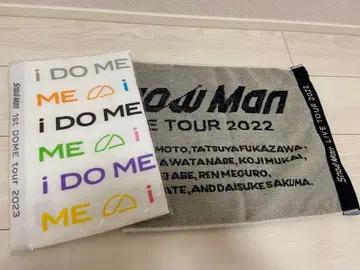 Snow Man 1st DOME tour 2023
i DO ME
ME i
i DO ME
ME i
i DO ME
ME
Snow Man
E TOUR 2022
MOTO, TATSUYA FUKAZAWA,
A WATANABE, KOJI MUKAI,
EI ABE, REN MEGURO,
ATE, AND DAISUKE SAKUMA.
Snow Man LIVE TOUR 2022